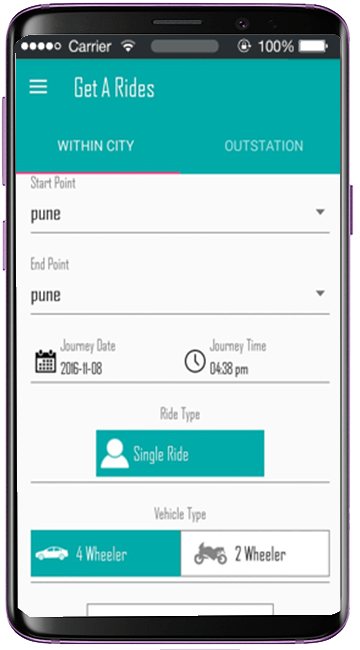 Carrier 100%
Get A Rides
WITHIN CITY OUTSTATION
Start Point
pune
End Point
pune
Journey Date Journey Time
2016-11-08 04:38 pm
Ride Type
Single Ride
Vehicle Type
4 Wheeler 2 Wheeler